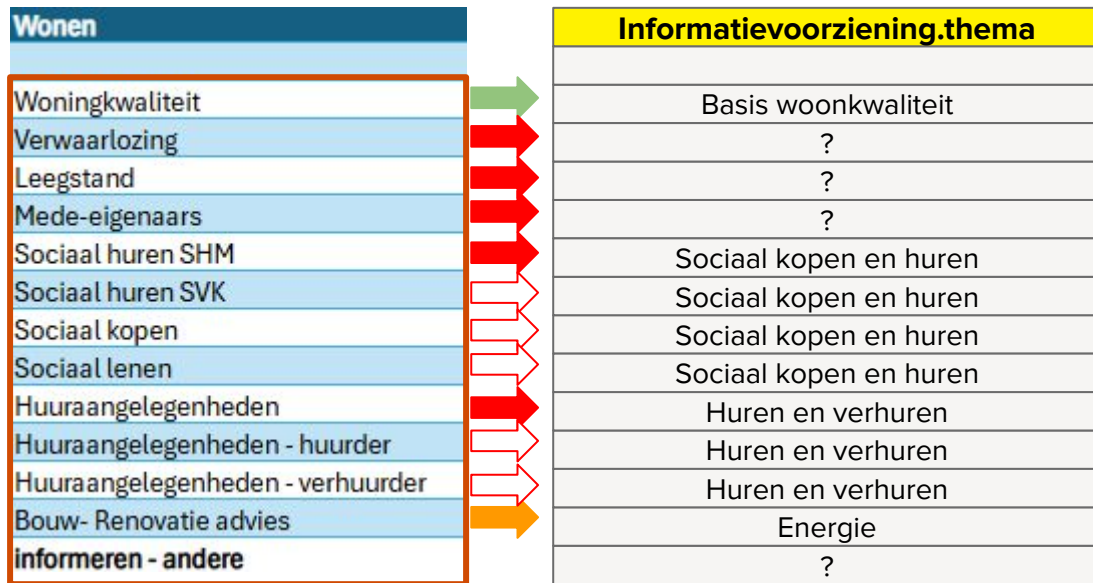 Wonen
Informatievoorziening.thema
Woningkwaliteit
Basis woonkwaliteit
Verwaarlozing
?
Leegstand
?
Mede-eigenaars
?
Sociaal huren SHM
Sociaal kopen en huren
Sociaal huren SVK
Sociaal kopen en huren
Sociaal kopen
Sociaal kopen en huren
Sociaal lenen
Sociaal kopen en huren
Huuraangelegenheden
Huren en verhuren
Huuraangelegenheden - huurder
Huren en verhuren
Huuraangelegenheden - verhuurder
Huren en verhuren
Bouw- Renovatie advies
Energie
informeren - andere
?